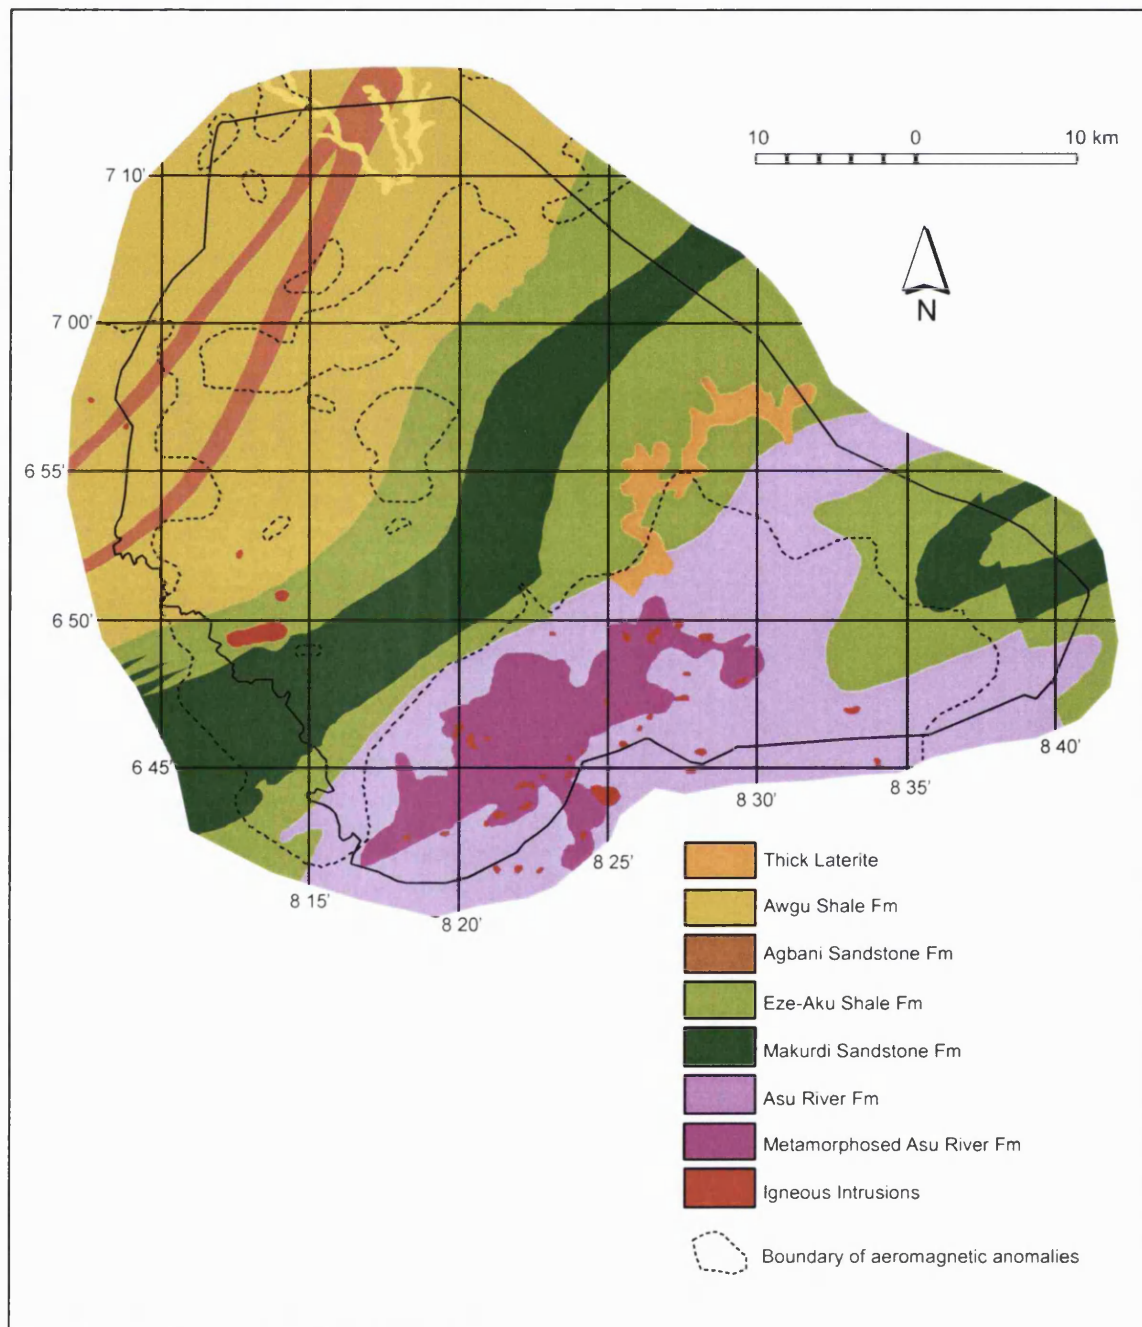 10 0 10 km
7 10'
N
7 00'
6 55'
6 50'
6 45'
8 40'
8 35'
8 30'
8 25'
8 15'
8 20'
Thick Laterite
Awgu Shale Fm
Agbani Sandstone Fm
Eze-Aku Shale Fm
Makurdi Sandstone Fm
Asu River Fm
Metamorphosed Asu River Fm
Igneous Intrusions
Boundary of aeromagnetic anomalies